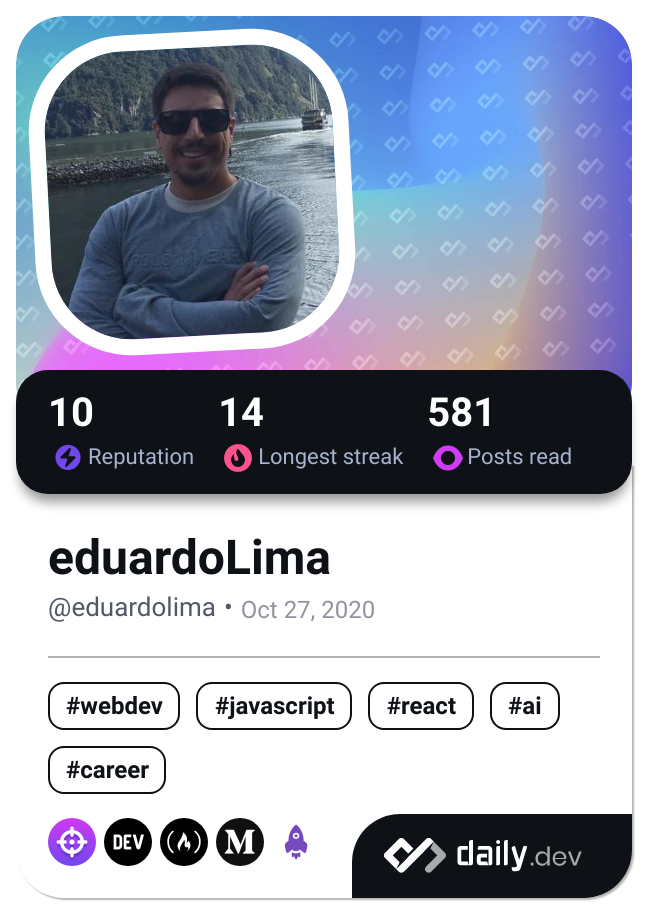 10 14 581
Reputation Longest streak Posts read
eduardoLima
@eduardolima • Oct 27, 2020
#webdev #javascript #react #ai
#career
DEV M daily.dev